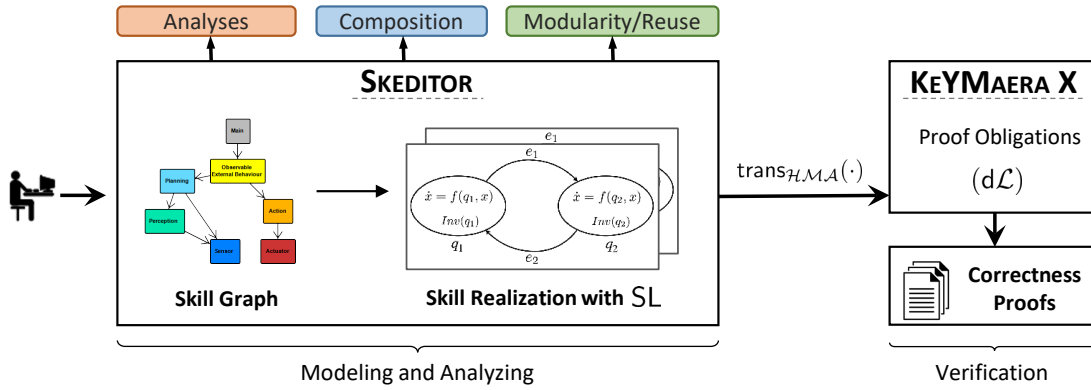 Analyses
Composition
Modularity/Reuse
SKEDITOR
Main
Observable
External Behaviour
Planning
Perception
Action
Sensor
Actuator
Skill Graph
e₁
e₁
ẋ = f(q₁, x)
Inv(q₁)
q₁
ẋ = f(q₂, x)
Inv(q₂)
q₂
e₂
Skill Realization with SL
Modeling and Analyzing
trans_{HMA}(·)
KEYMAERA X
Proof Obligations
(dL)
Correctness
Proofs
Verification